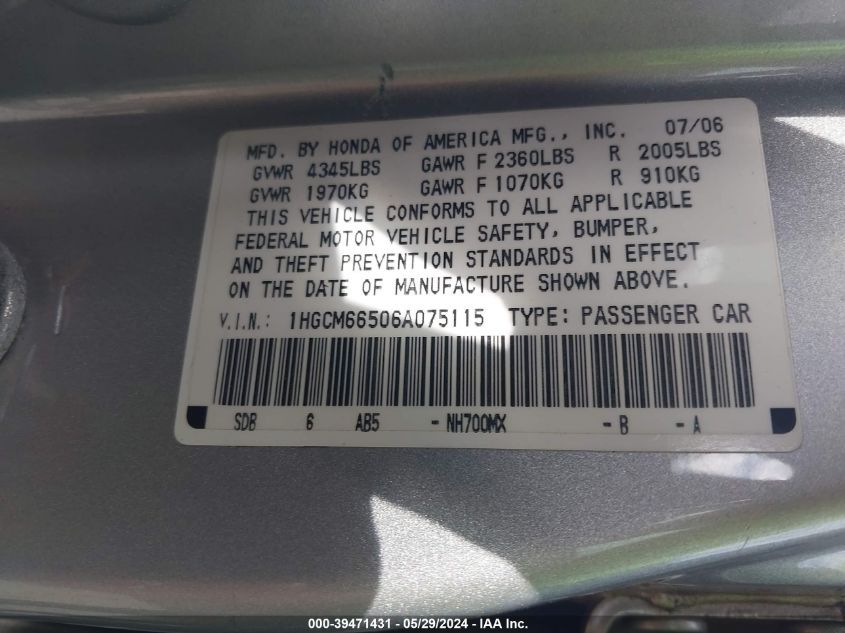 MFD. BY HONDA OF AMERICA MFG., INC. 07/06
GVWR 4345LBS GAWR F 2360LBS R 2005LBS
GVWR 1970KG GAWR F 1070KG R 910KG
THIS VEHICLE CONFORMS TO ALL APPLICABLE
FEDERAL MOTOR VEHICLE SAFETY, BUMPER,
AND THEFT PREVENTION STANDARDS IN EFFECT
ON THE DATE OF MANUFACTURE SHOWN ABOVE.
V.I.N.: 1HGCM66506A075115 TYPE: PASSENGER CAR
SDB 6 AB5 -NH700MX -B -A
000-39471431 - 05/29/2024 - IAAI Inc.